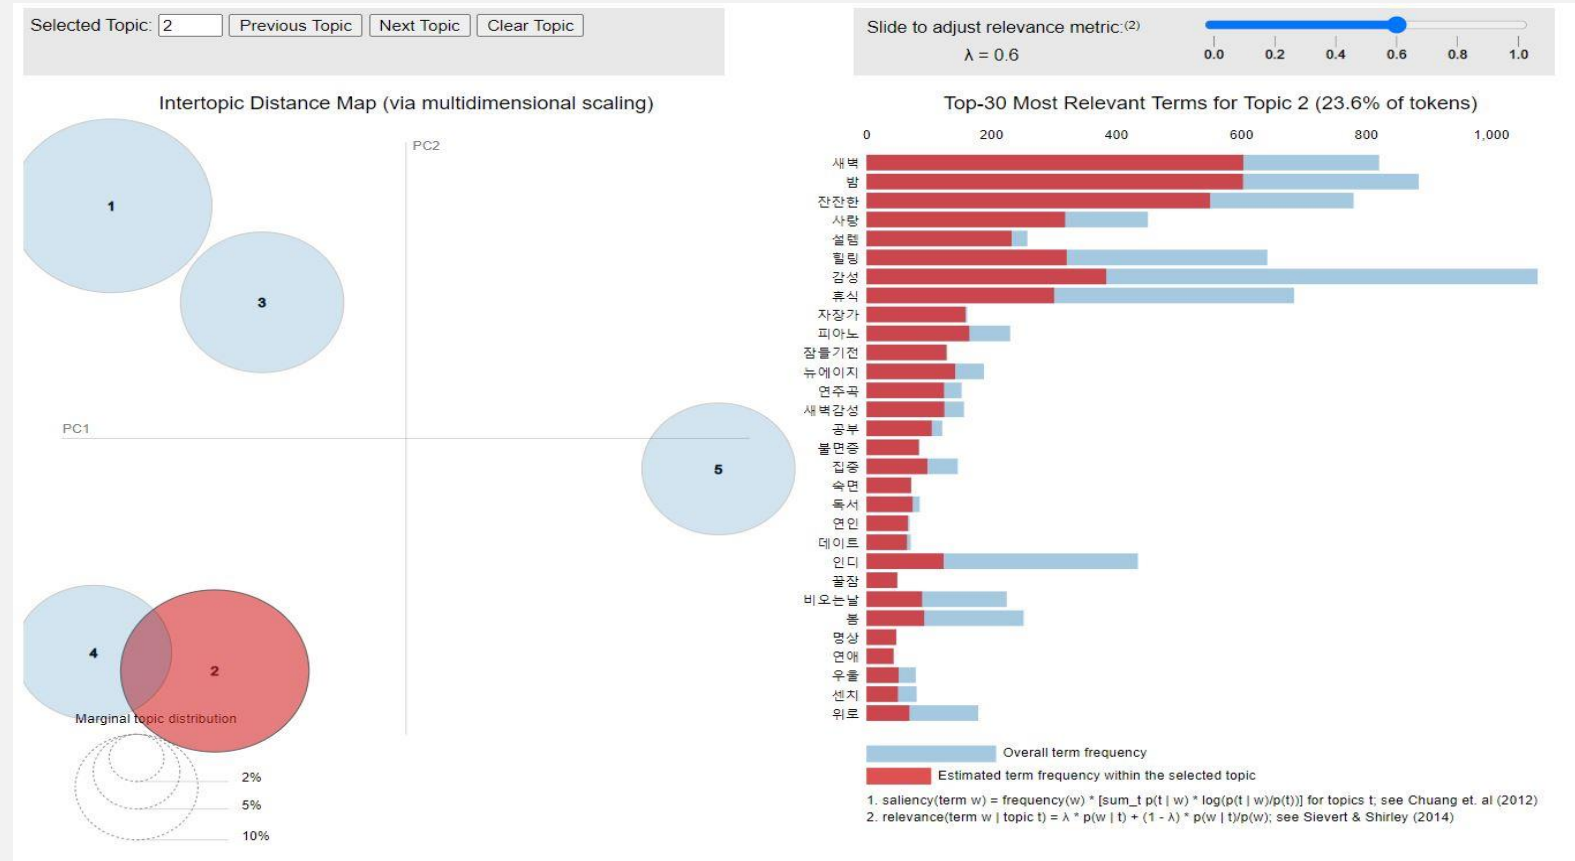 Selected Topic: 2 Previous Topic Next Topic Clear Topic
Slide to adjust relevance metric:(2)
λ = 0.6
0.0 0.2 0.4 0.6 0.8 1.0
Intertopic Distance Map (via multidimensional scaling)
PC2
PC1
1
3
5
4
2
Marginal topic distribution
2%
5%
10%
Top-30 Most Relevant Terms for Topic 2 (23.6% of tokens)
0 200 400 600 800 1,000
새벽
밤
잔잔한
사랑
설렘
힐링
감성
휴식
자장가
피아노
잠들기전
뉴에이지
연주곡
새벽감성
공부
불면증
집중
숙면
독서
연인
데이트
인디
꿀잠
비오는날
봄
명상
연애
우울
센치
위로
Overall term frequency
Estimated term frequency within the selected topic
1. saliency(term w) = frequency(w) * [sum_t p(t | w) * log(p(t | w)/p(t))] for topics t; see Chuang et. al (2012)
2. relevance(term w | topic t) = λ * p(w | t) + (1 - λ) * p(w | t)/p(w); see Sievert & Shirley (2014)